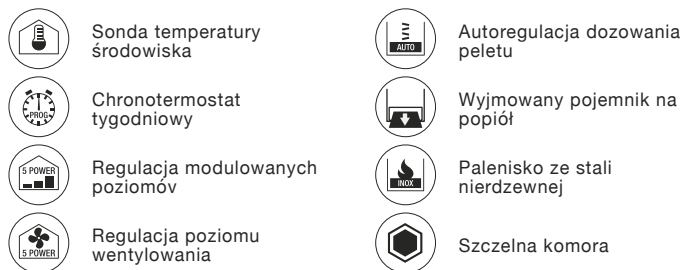 Sonda temperatury
środowiska
AUTO
Autoregulacja dozowania
peletu
PROG.
Chronotermostat
tygodniowy
Wyjmowany pojemnik na
popiół
5 POWER
Regulacja modulowanych
poziomóv
INOX
Palenisko ze stali
nierdzewnej
5 POWER
Regulacja poziomu
wentylowania
Szczelna komora